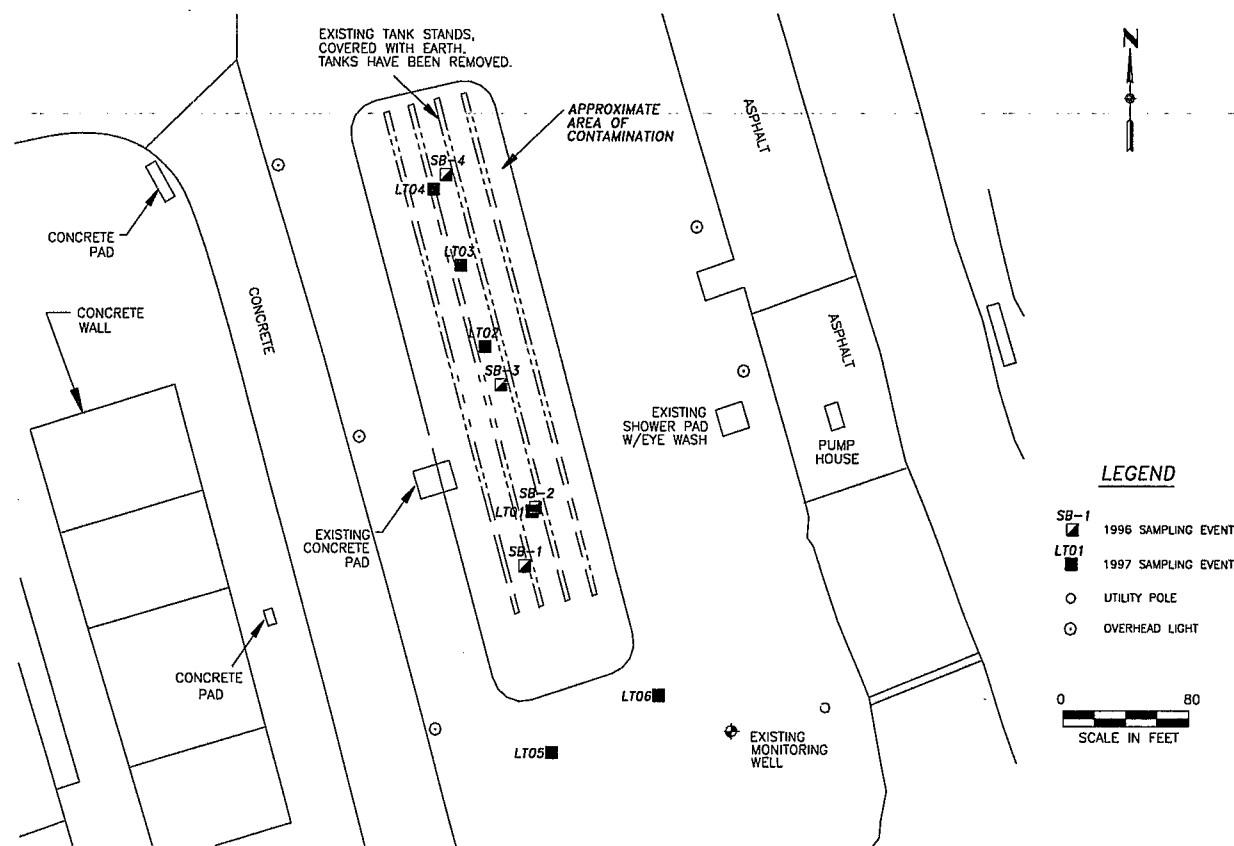 EXISTING TANK STANDS,
COVERED WITH EARTH.
TANKS HAVE BEEN REMOVED.
N
APPROXIMATE
AREA OF
CONTAMINATION
ASPHALT
SB-4
LT04
CONCRETE
PAD
LT03
CONCRETE
CONCRETE
WALL
ASPHALT
LT02
SB-3
EXISTING
SHOWER PAD
W/EYE WASH
PUMP
HOUSE
SB-2
LT01
EXISTING
CONCRETE
PAD
SB-1
CONCRETE
PAD
LT06
LT05
EXISTING
MONITORING
WELL
LEGEND
SB-1
1996 SAMPLING EVENT
LT01
1997 SAMPLING EVENT
UTILITY POLE
OVERHEAD LIGHT
0 80
SCALE IN FEET